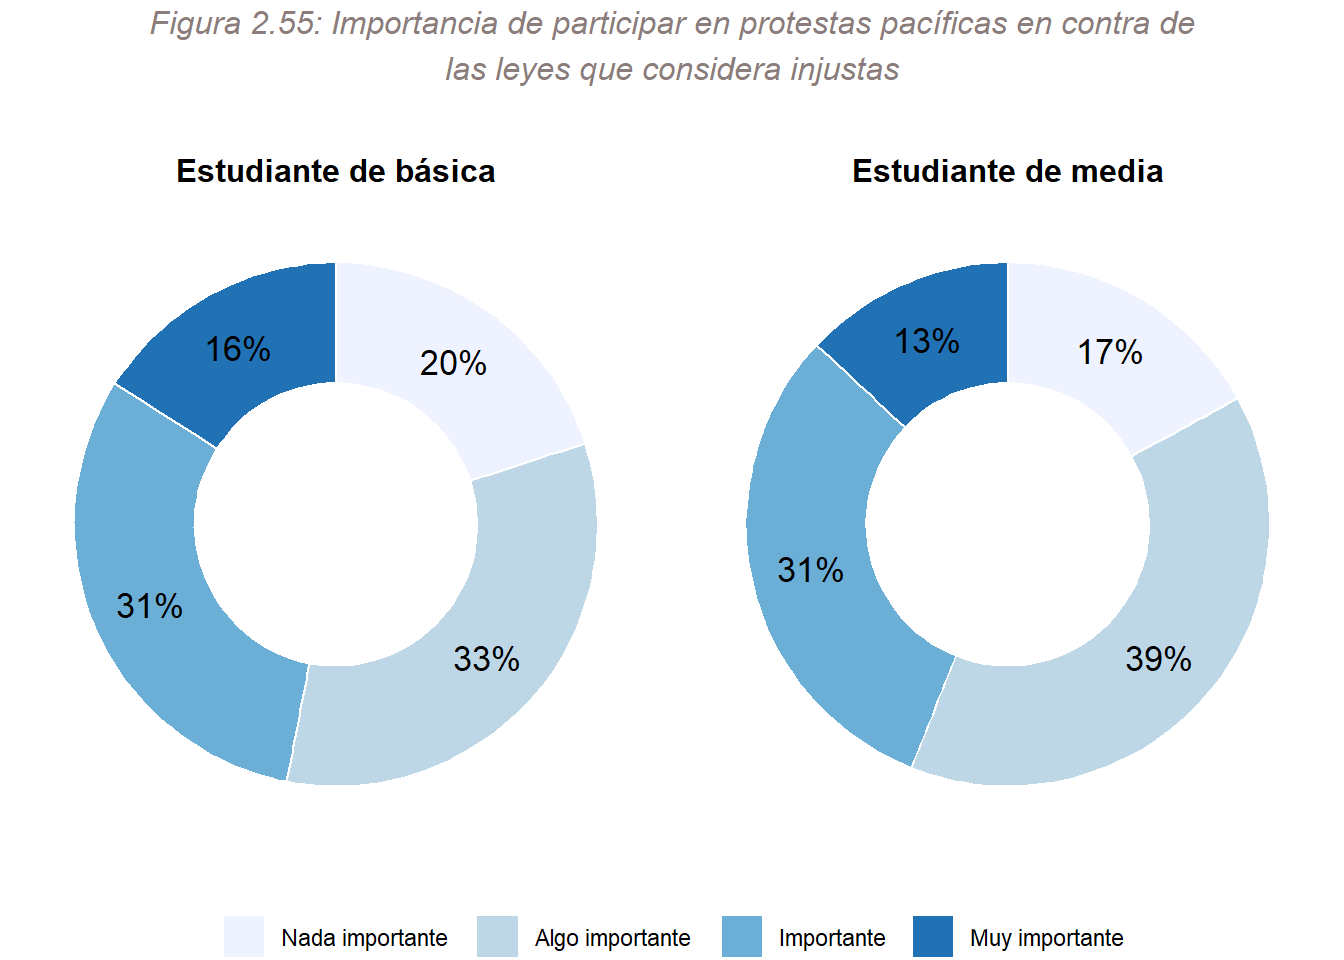 Figura 2.55: Importancia de participar en protestas pacíficas en contra de
las leyes que considera injustas
Estudiante de básica
16%
20%
31%
33%
Estudiante de media
13%
17%
31%
39%
Nada importante
Algo importante
Importante
Muy importante